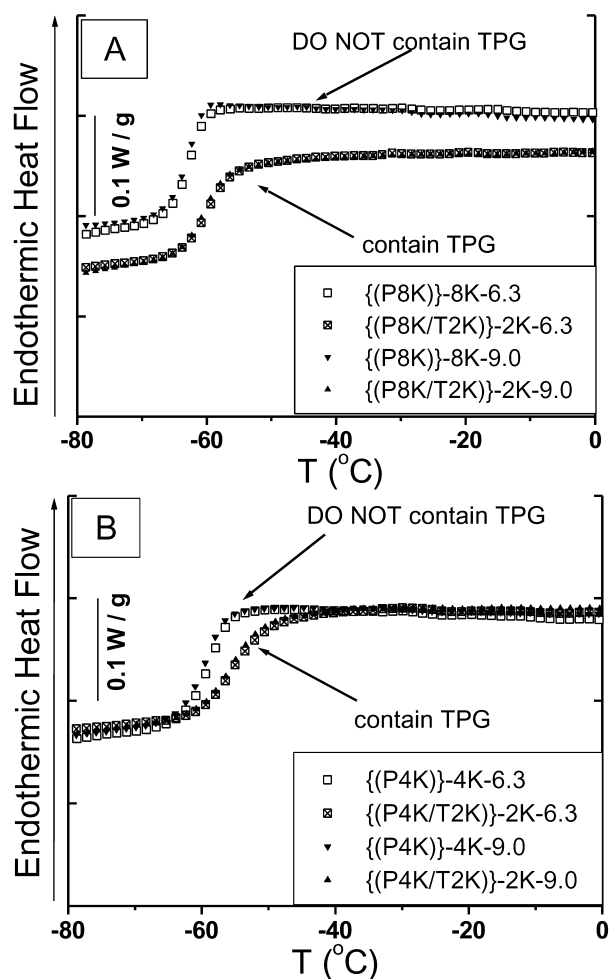 A
DO NOT contain TPG
Endothermic Heat Flow
0.1 W / g
contain TPG
{(P8K)}-8K-6.3
{(P8K/T2K)}-2K-6.3
{(P8K)}-8K-9.0
{(P8K/T2K)}-2K-9.0
-80 -60 -40 -20 0
T (°C)
B
DO NOT contain TPG
Endothermic Heat Flow
0.1 W / g
contain TPG
{(P4K)}-4K-6.3
{(P4K/T2K)}-2K-6.3
{(P4K)}-4K-9.0
{(P4K/T2K)}-2K-9.0
-80 -60 -40 -20 0
T (°C)